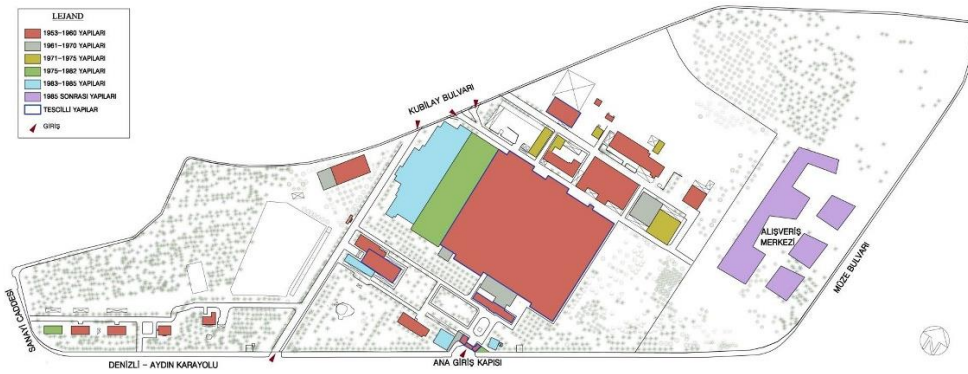 LEJAND
1953-1960 YAPILARI
1961-1970 YAPILARI
1971-1975 YAPILARI
1975-1982 YAPILARI
1983-1985 YAPILARI
1985 SONRASI YAPILARI
TESCİLLİ YAPILAR
GİRİŞ
KUBİLAY BULVARI
ALIŞVERİŞ
MERKEZİ
MÜZE BULVARI
SANAYİ CADDESİ
DENİZLİ - AYDIN KARAYOLU
ANA GİRİŞ KAPISI